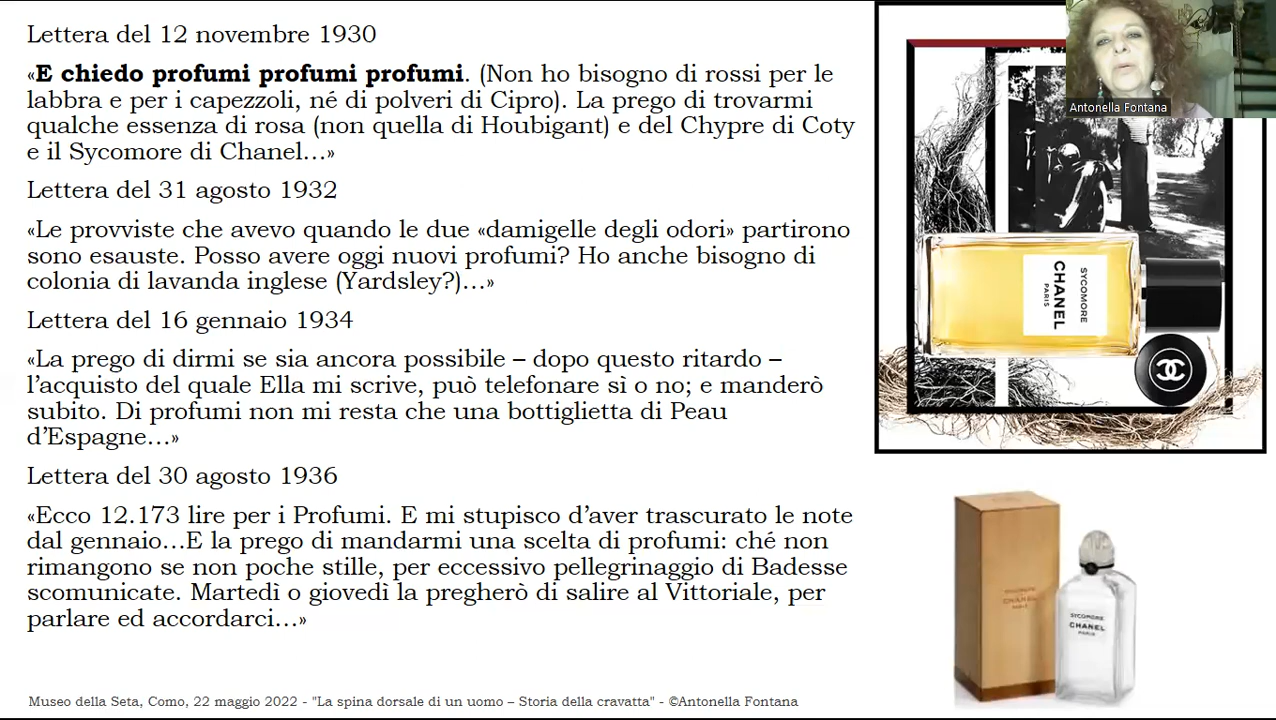 Lettera del 12 novembre 1930
«E chiedo profumi profumi profumi. (Non ho bisogno di rossi per le
labbra e per i capezzoli, né di polveri di Cipro). La prego di trovarmi
qualche essenza di rosa (non quella di Houbigant) e del Chypre di Coty
e il Sycomore di Chanel…»
Lettera del 31 agosto 1932
«Le provviste che avevo quando le due «damigelle degli odori» partirono
sono esauste. Posso avere oggi nuovi profumi? Ho anche bisogno di
colonia di lavanda inglese (Yardsley?)…»
Lettera del 16 gennaio 1934
«La prego di dirmi se sia ancora possibile – dopo questo ritardo –
l’acquisto del quale Ella mi scrive, può telefonare sì o no; e manderò
subito. Di profumi non mi resta che una bottiglietta di Peau
d’Espagne…»
Lettera del 30 agosto 1936
«Ecco 12.173 lire per i Profumi. E mi stupisco d’aver trascurato le note
dal gennaio…E la prego di mandarmi una scelta di profumi: ché non
rimangono se non poche stille, per eccessivo pellegrinaggio di Badesse
scomunicate. Martedì o giovedì la pregherò di salire al Vittoriale, per
parlare ed accordarci…»
Museo della Seta, Como, 22 maggio 2022 - "La spina dorsale di un uomo – Storia della cravatta" - ©Antonella Fontana
Antonella Fontana
SYCOMORE
CHANEL
PARIS
SYCOMORE
CHANEL
PARIS